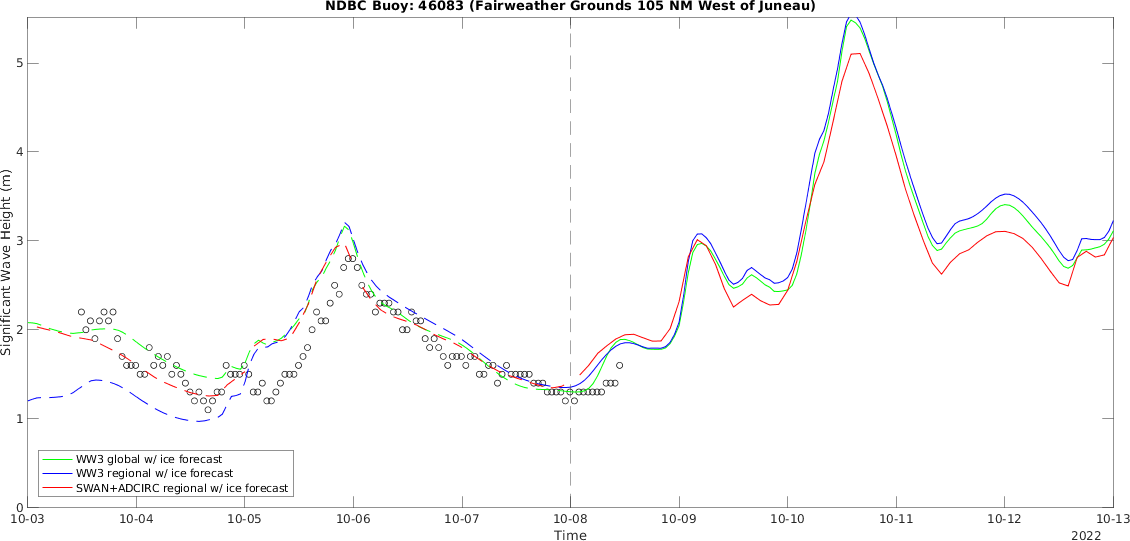 NDBC Buoy: 46083 (Fairweather Grounds 105 NM West of Juneau)
Significant Wave Height (m)
5
4
3
2
1
0
WW3 global w/ ice forecast
WW3 regional w/ ice forecast
SWAN+ADCIRC regional w/ ice forecast
10-03 10-04 10-05 10-06 10-07 10-08 10-09 10-10 10-11 10-12 10-13
Time
2022